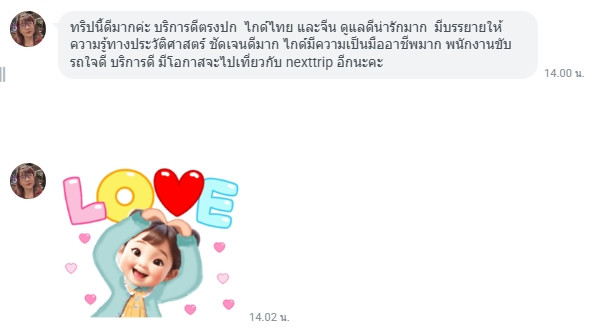 ทริปนี้ดีมากค่ะ บริการดีตรงปก ไกด์ไทย และจีน ดูแลดีน่ารักมาก มีบรรยายให้
ความรู้ทางประวัติศาสตร์ ชัดเจนดีมาก ไกด์มีความเป็นมืออาชีพมาก พนักงานขับ
รถใจดี บริการดี มีโอกาสจะไปเที่ยวกับ nexttrip อีกนะคะ
14.00 น.
LOVE
14.02 น.